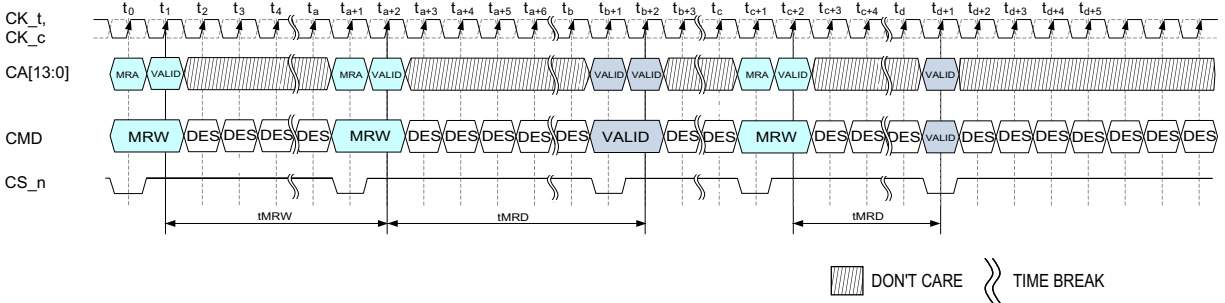 CK_t, t0 t1 t2 t3 t4 ta ta+1 ta+2 ta+3 ta+4 ta+5 ta+6 tb tb+1 tb+2 tb+3 tc tc+1 tc+2 tc+3 tc+4 td td+1 td+2 td+3 td+4 td+5
CK_c
CA[13:0] MRA VALID MRA VALID VALID VALID MRA VALID VALID
CMD MRW DES DES DES DES MRW DES DES DES DES DES VALID DES DES MRW DES DES DES VALID DES DES DES DES DES DES DES
CS_n
tMRW tMRD tMRD
DON'T CARE TIME BREAK